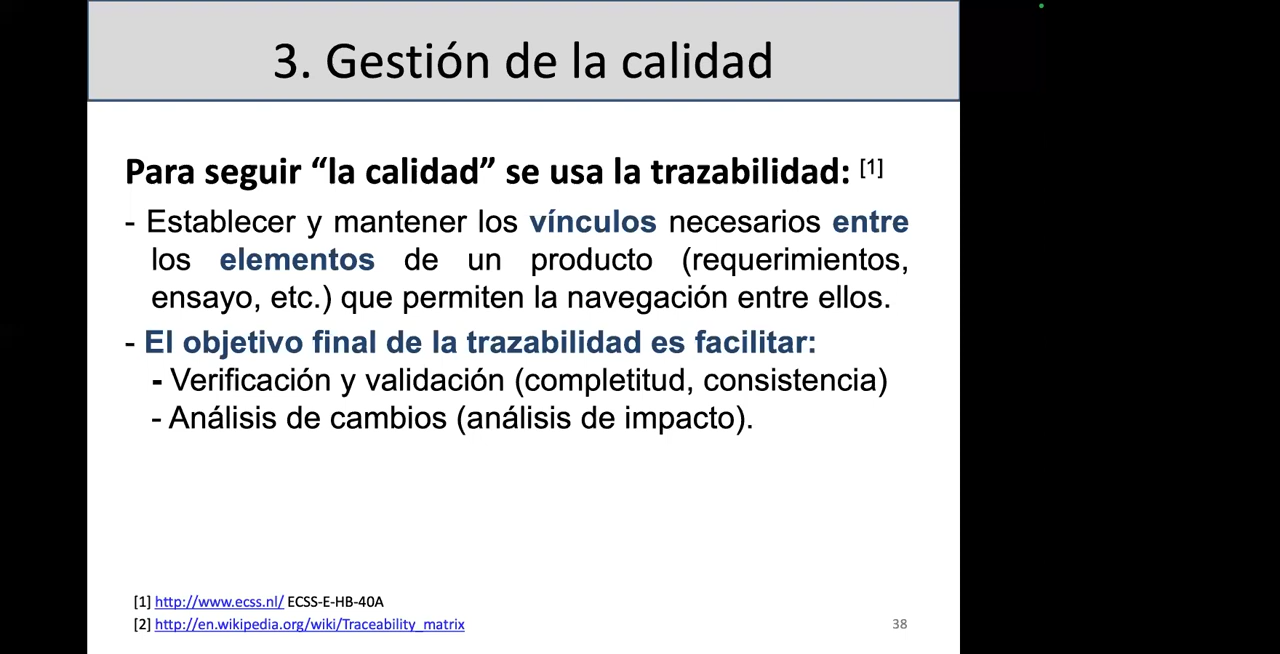 3. Gestión de la calidad
Para seguir “la calidad” se usa la trazabilidad: [1]
- Establecer y mantener los vínculos necesarios entre
los elementos de un producto (requerimientos,
ensayo, etc.) que permiten la navegación entre ellos.
- El objetivo final de la trazabilidad es facilitar:
- Verificación y validación (completitud, consistencia)
- Análisis de cambios (análisis de impacto).
[1] http://www.ecss.nl/ ECSS-E-HB-40A
[2] http://en.wikipedia.org/wiki/Traceability_matrix
38